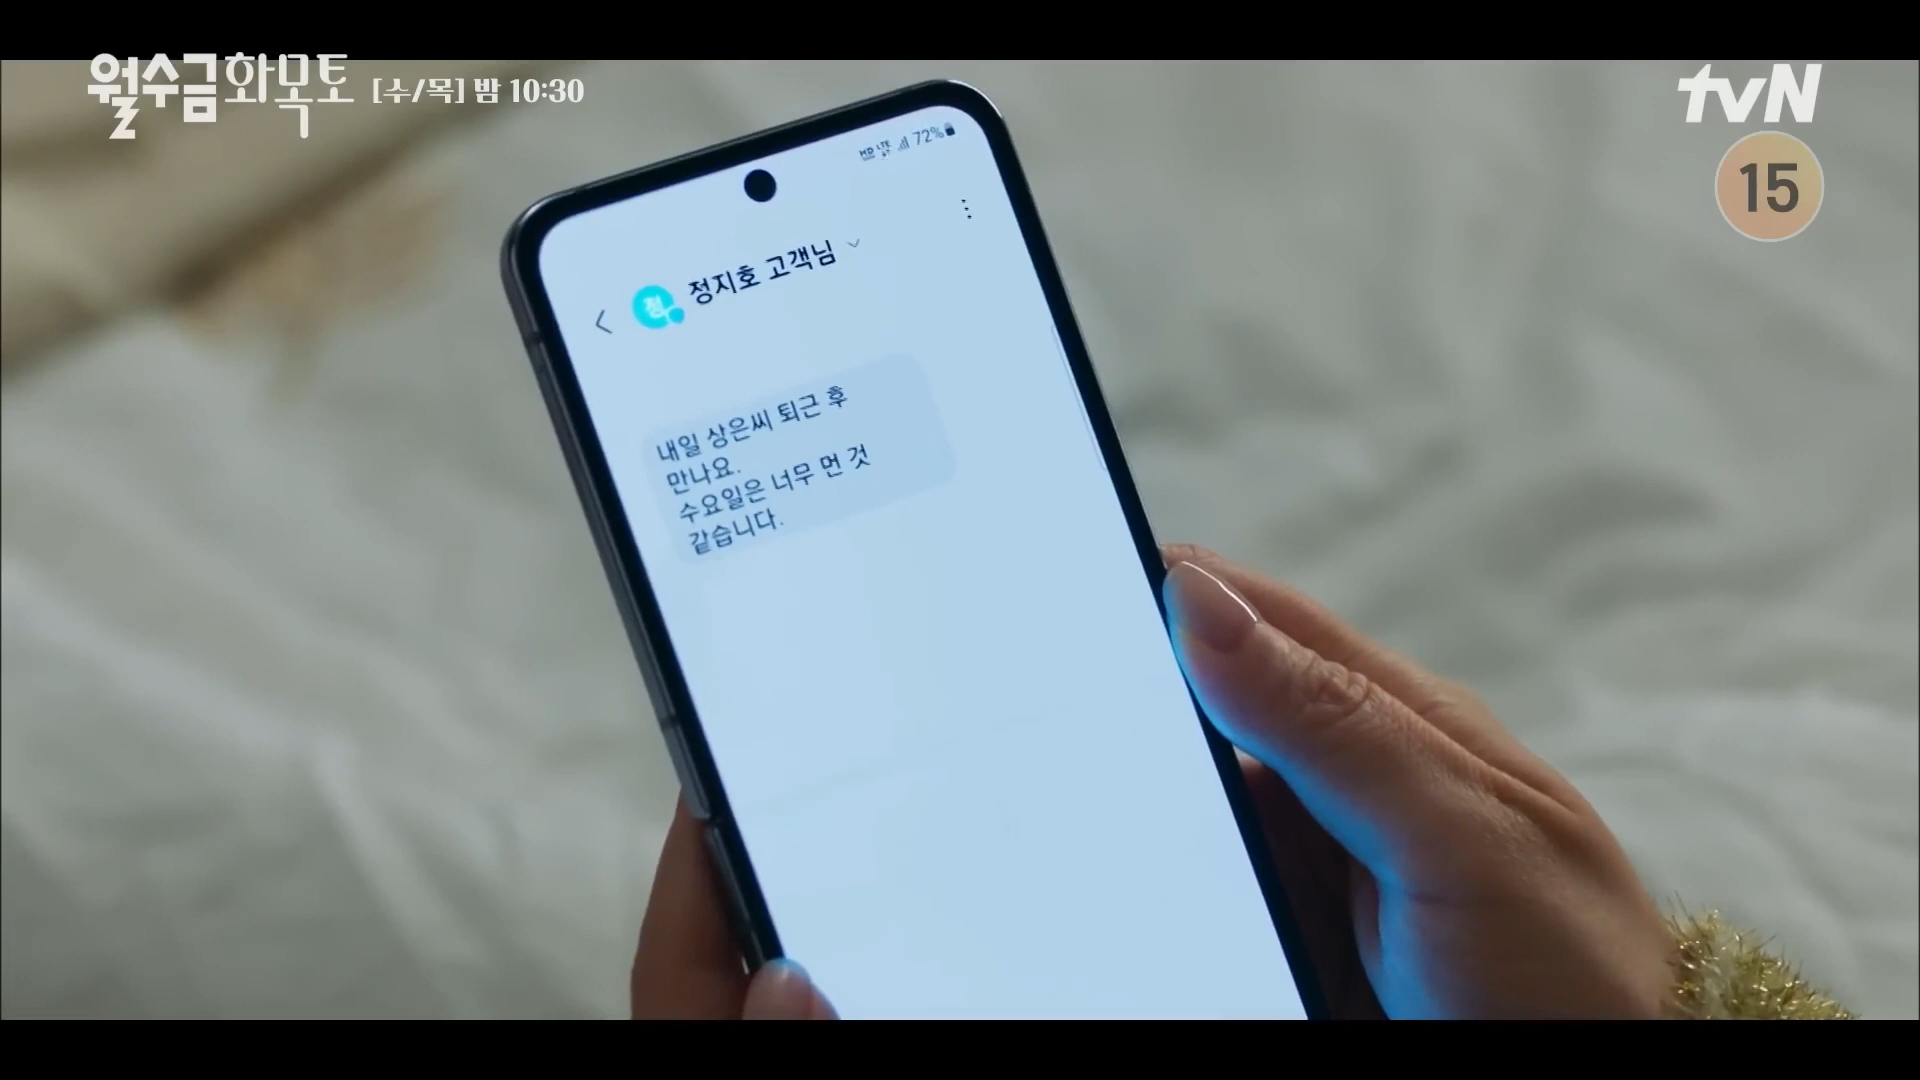 월수금화목토 [수/목] 밤 10:30
tvN
15
72%
정지호 고객님
정
내일 상은씨 퇴근 후
만나요.
수요일은 너무 먼 것
같습니다.